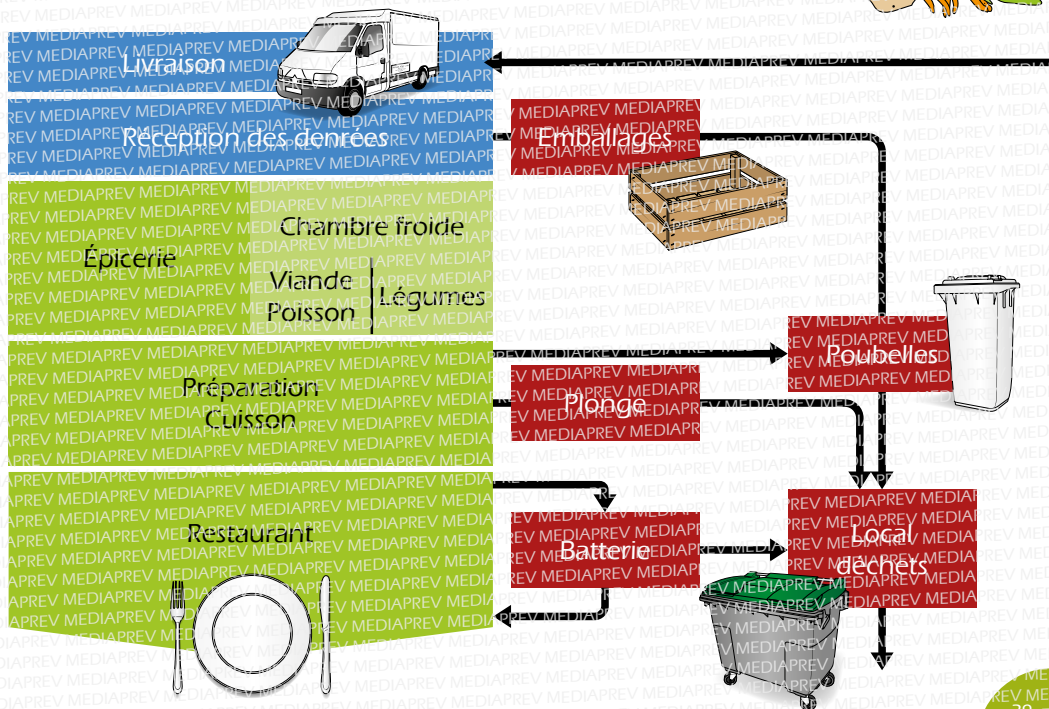 Livraison
Réception des denrées
Emballages
Épicerie
Chambre froide
Viande
Poisson
Légumes
Poubelles
Préparation
Cuisson
Plonge
Restaurant
Batterie
Local
déchets
MEDIAPREV